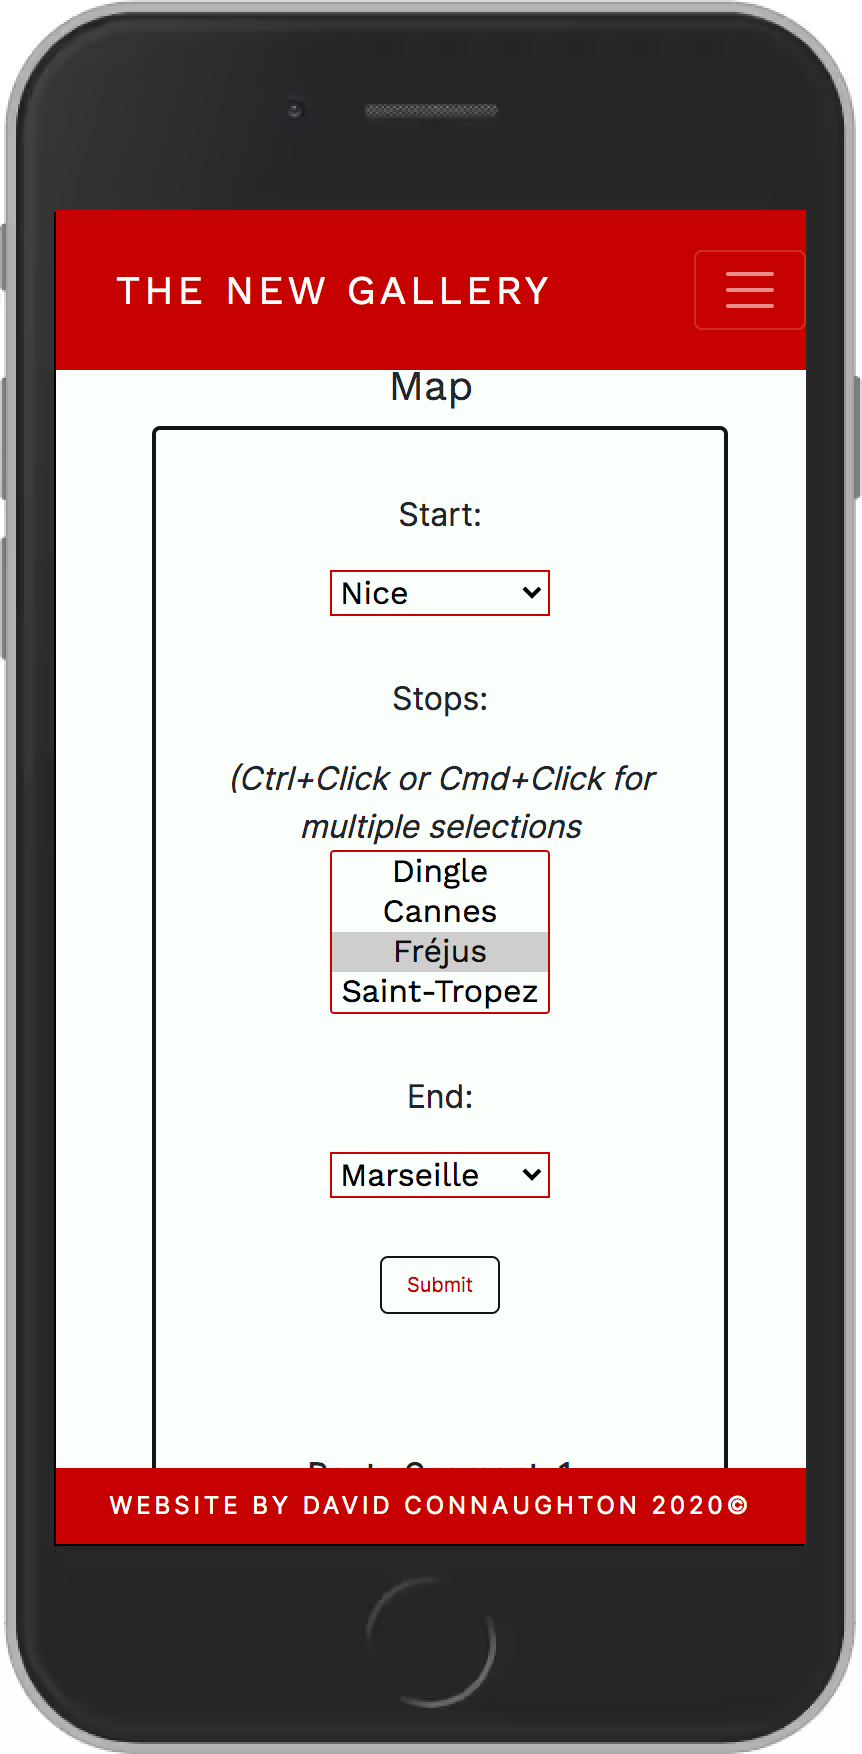 THE NEW GALLERY
Map
Start:
Nice
Stops:
(Ctrl+Click or Cmd+Click for
multiple selections
Dingle
Cannes
Fréjus
Saint-Tropez
End:
Marseille
Submit
WEBSITE BY DAVID CONNAUGHTON 2020©